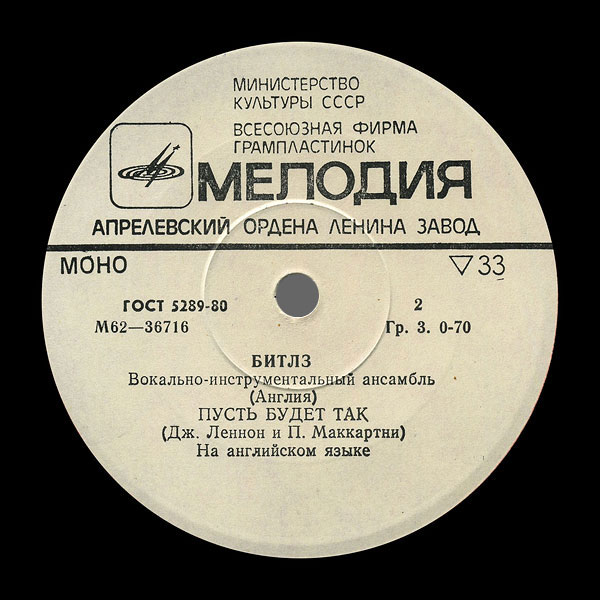 МИНИСТЕРСТВО
КУЛЬТУРЫ СССР
ВСЕСОЮЗНАЯ ФИРМА
ГРАМПЛАСТИНОК
МЕЛОДИЯ
АПРЕЛЕВСКИЙ ОРДЕНА ЛЕНИНА ЗАВОД
МОНО ▽33
ГОСТ 5289-80 2
М62—36716 Гр. 3. 0-70
БИТЛЗ
Вокально-инструментальный ансамбль
(Англия)
ПУСТЬ БУДЕТ ТАК
(Дж. Леннон и П. Маккартни)
На английском языке